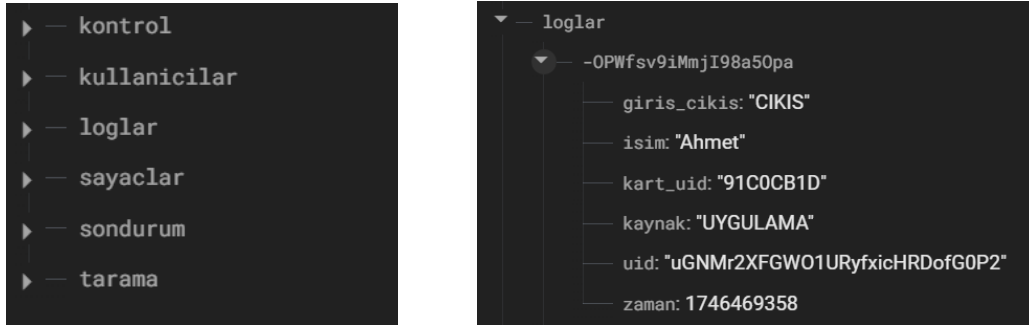 kontrol
kullanicilar
loglar
sayaclar
sondurum
tarama
loglar
-OPWfsv9iMmjI98a5Opa
giris_cikis: "CIKIS"
isim: "Ahmet"
kart_uid: "91C0CB1D"
kaynak: "UYGULAMA"
uid: "uGNMr2XFGWO1URyfxicHRDofG0P2"
zaman: 1746469358